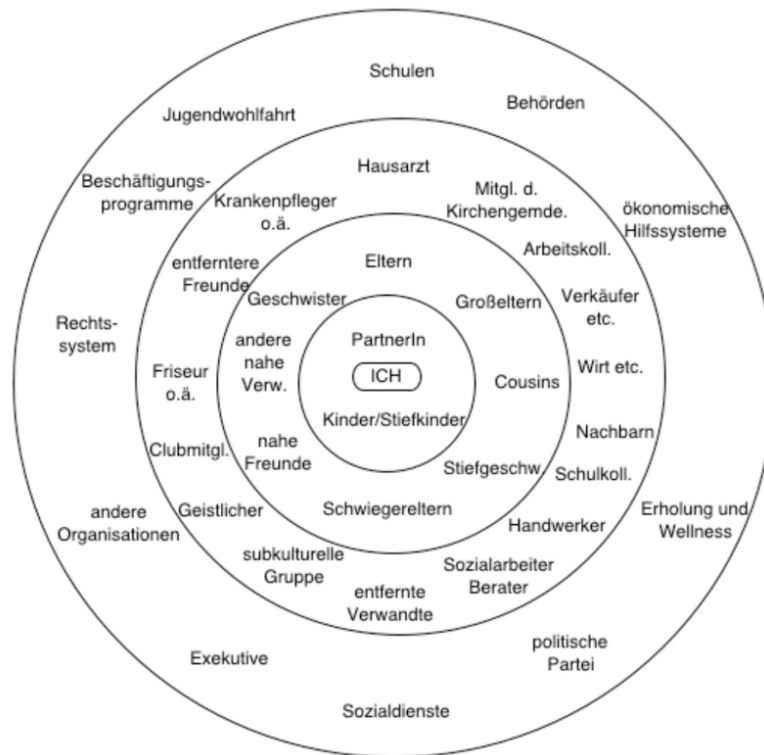 Schulen
Behörden
Jugendwohlfahrt
Hausarzt
Beschäftigungs-
programme
Krankenpfleger
o.ä.
Mitgl. d.
Kirchengemde.
ökonomische
Hilfssysteme
Arbeitskoll.
entferntere
Freunde
Eltern
Geschwister
Großeltern
Verkäufer
etc.
Rechts-
system
andere
nahe
Verw.
PartnerIn
ICH
Kinder/Stiefkinder
Cousins
Wirt etc.
Friseur
o.ä.
Nachbarn
Clubmitgl.
nahe
Freunde
Stiefgeschw.
Schulkoll.
andere
Organisationen
Geistlicher
Schwiegereltern
Handwerker
Erholung und
Wellness
subkulturelle
Gruppe
entfernte
Verwandte
Sozialarbeiter
Berater
Exekutive
politische
Partei
Sozialdienste